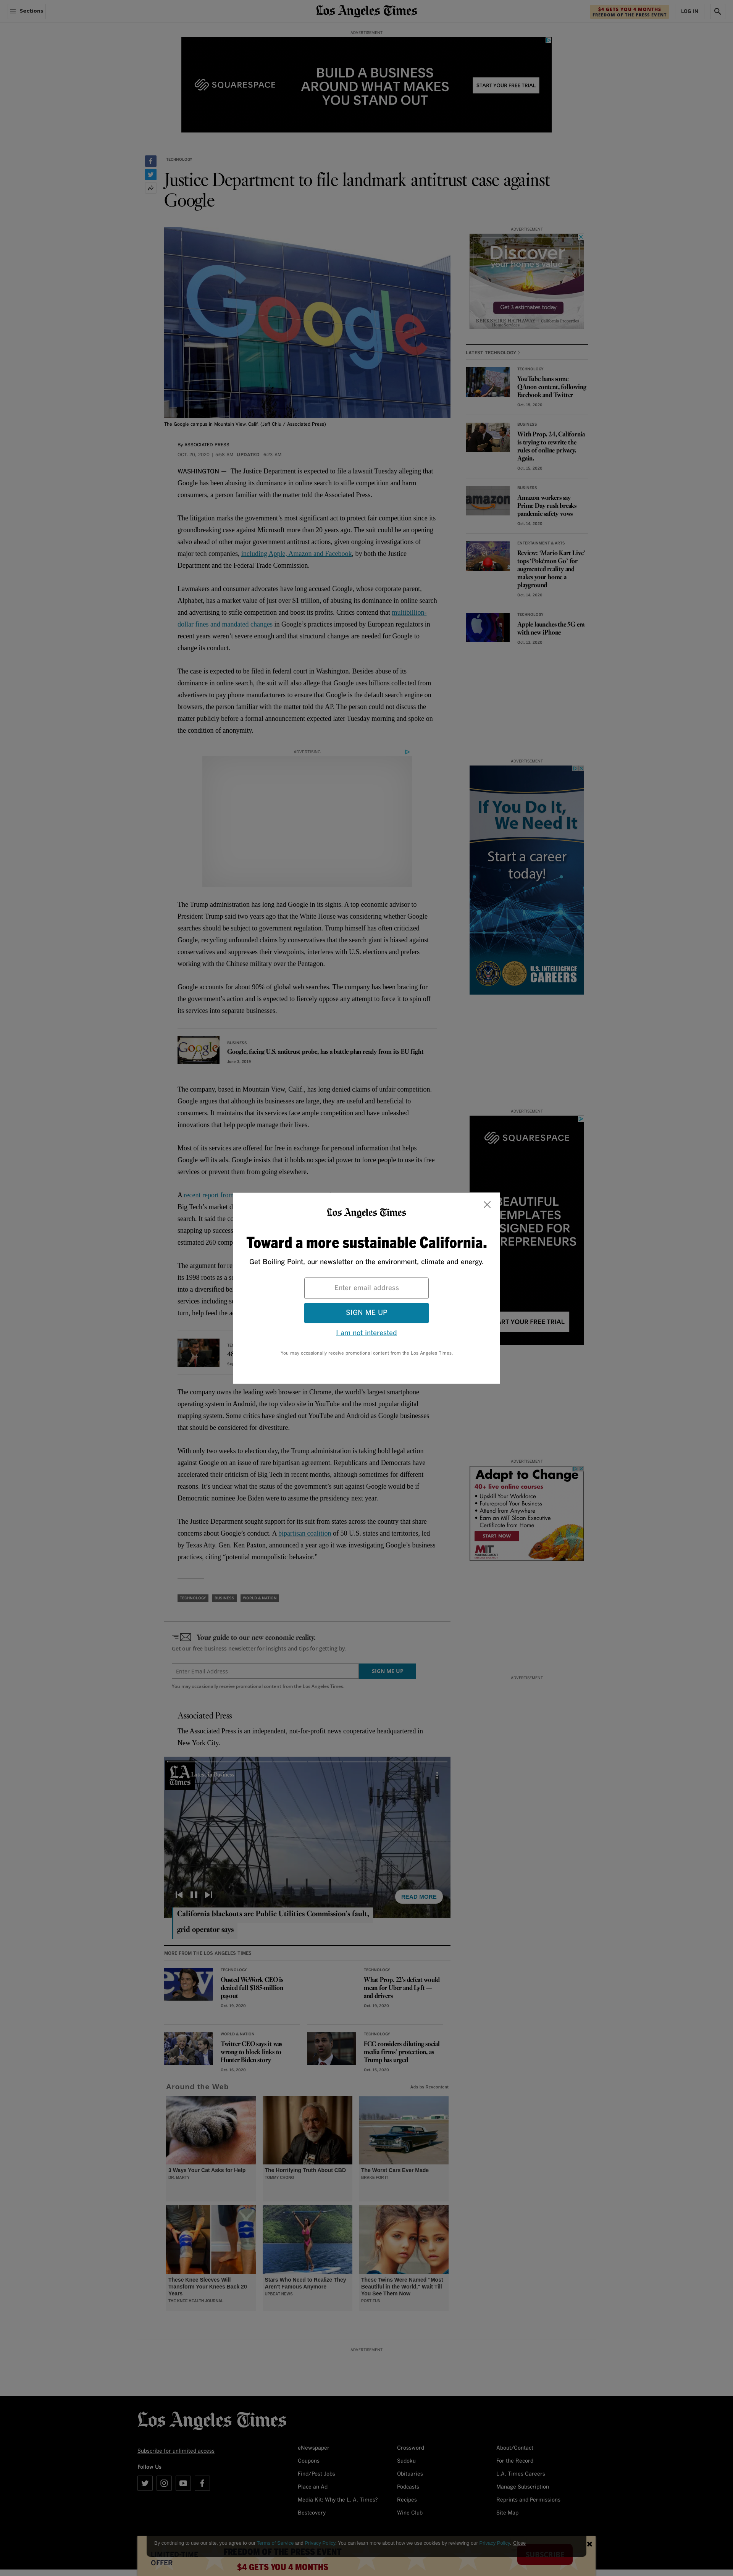 Sections
Los Angeles Times
$4 GETS YOU 4 MONTHS
FREEDOM OF THE PRESS EVENT
LOG IN
ADVERTISEMENT
SQUARESPACE
BUILD A BUSINESS
AROUND WHAT MAKES
YOU STAND OUT
START YOUR FREE TRIAL
TECHNOLOGY
Justice Department to file landmark antitrust case against
Google
Google
The Google campus in Mountain View, Calif. (Jeff Chiu / Associated Press)
By ASSOCIATED PRESS
OCT. 20, 2020 | 5:56 AM UPDATED 6:23 AM
WASHINGTON — The Justice Department is expected to file a lawsuit Tuesday alleging that
Google has been abusing its dominance in online search to stifle competition and harm
consumers, a person familiar with the matter told the Associated Press.
The litigation marks the government's most significant act to protect fair competition since its
groundbreaking case against Microsoft more than 20 years ago. The suit could be an opening
salvo ahead of other major government antitrust actions, given ongoing investigations of
major tech companies, including Apple, Amazon and Facebook, by both the Justice
Department and the Federal Trade Commission.
Lawmakers and consumer advocates have long accused Google, whose corporate parent,
Alphabet, has a market value of just over $1 trillion, of abusing its dominance in online search
and advertising to stifle competition and boost its profits. Critics contend that multibillion-
dollar fines and mandated changes in Google's practices imposed by European regulators in
recent years weren't severe enough and that structural changes are needed for Google to
change its conduct.
The case is expected to be filed in federal court in Washington. Besides abuse of its
dominance in online search, the suit will also allege that Google uses billions collected from
advertisers to pay phone manufacturers to ensure that Google is the default search engine on
browsers, the person familiar with the matter told the AP. The person could not discuss the
matter publicly before a formal announcement expected later Tuesday morning and spoke on
the condition of anonymity.
ADVERTISING
The Trump administration has long had Google in its sights. A top economic advisor to
President Trump said two years ago that the White House was considering whether Google
searches should be subject to government regulation. Trump himself has often criticized
Google, recycling unfounded claims by conservatives that the search giant is biased against
conservatives and suppresses their viewpoints, interferes with U.S. elections and prefers
working with the Chinese military over the Pentagon.
Google accounts for about 90% of global web searches. The company has been bracing for
the government's action and is expected to fiercely oppose any attempt to force it to spin off
its services into separate businesses.
BUSINESS
Google, facing U.S. antitrust probe, has a battle plan ready from its EU fight
June 3, 2019
The company, based in Mountain View, Calif., has long denied claims of unfair competition.
Google argues that although its businesses are large, they are useful and beneficial to
consumers. It maintains that its services face ample competition and have unleashed
innovations that help people manage their lives.
Most of its services are offered for free in exchange for personal information that helps
Google sell its ads. Google insists that it holds no special power to force people to use its free
services or prevent them from going elsewhere.
A recent report from
Big Tech's market d
search. It said the co
snapping up success
estimated 260 comp
The argument for re
its 1998 roots as a s
into a diversified be
services including se
turn, help feed the a
The company owns the leading web browser in Chrome, the world's largest smartphone
operating system in Android, the top video site in YouTube and the most popular digital
mapping system. Some critics have singled out YouTube and Android as Google businesses
that should be considered for divestiture.
With only two weeks to election day, the Trump administration is taking bold legal action
against Google on an issue of rare bipartisan agreement. Republicans and Democrats have
accelerated their criticism of Big Tech in recent months, although sometimes for different
reasons. It's unclear what the status of the government's suit against Google would be if
Democratic nominee Joe Biden were to assume the presidency next year.
The Justice Department sought support for its suit from states across the country that share
concerns about Google's conduct. A bipartisan coalition of 50 U.S. states and territories, led
by Texas Atty. Gen. Ken Paxton, announced a year ago it was investigating Google's business
practices, citing "potential monopolistic behavior."
TECHNOLOGY BUSINESS WORLD & NATION
Your guide to our new economic reality.
Get our free business newsletter for insights and tips for getting by.
Enter Email Address
SIGN ME UP
You may occasionally receive promotional content from the Los Angeles Times.
Associated Press
The Associated Press is an independent, not-for-profit news cooperative headquartered in
New York City.
LA
Times
READ MORE
California blackouts are Public Utilities Commission's fault,
grid operator says
MORE FROM THE LOS ANGELES TIMES
TECHNOLOGY
Ousted WeWork CEO is
denied full $185-million
payout
Oct. 19, 2020
TECHNOLOGY
What Prop. 22's defeat would
mean for Uber and Lyft —
and drivers
Oct. 19, 2020
WORLD & NATION
Twitter CEO says it was
wrong to block links to
Hunter Biden story
Oct. 16, 2020
TECHNOLOGY
FCC considers diluting social
media firms' protection, as
Trump has urged
Oct. 15, 2020
Around the Web
Ads by Revcontent
3 Ways Your Cat Asks for Help
DR. MARTY
The Horrifying Truth About CBD
TOMMY CHONG
The Worst Cars Ever Made
BRAKE FOR IT
These Knee Sleeves Will
Transform Your Knees Back 20
Years
THE KNEE HEALTH JOURNAL
Stars Who Need to Realize They
Aren't Famous Anymore
UPBEAT NEWS
These Twins Were Named "Most
Beautiful in the World," Wait Till
You See Them Now
POST FUN
ADVERTISEMENT
Discover
your home's value
Get 3 estimates today
BERKSHIRE HATHAWAY
California Properties
LATEST TECHNOLOGY
TECHNOLOGY
YouTube bans some
QAnon content, following
Facebook and Twitter
Oct. 15, 2020
BUSINESS
With Prop. 24, California
is trying to rewrite the
rules of online privacy.
Again.
Oct. 15, 2020
BUSINESS
amazon
Amazon workers say
Prime Day rush breaks
pandemic safety vows
Oct. 14, 2020
ENTERTAINMENT & ARTS
Review: 'Mario Kart Live'
tops 'Pokémon Go' for
augmented reality and
makes your home a
playground
Oct. 14, 2020
TECHNOLOGY
Apple launches the 5G era
with new iPhone
Oct. 13, 2020
ADVERTISEMENT
If You Do It,
We Need It
Start a career
today!
U.S. INTELLIGENCE
CAREERS
ADVERTISEMENT
SQUARESPACE
BEAUTIFUL
EMPLATES
SIGNED FOR
REPRENEURS
RT YOUR FREE TRIAL
ADVERTISEMENT
Adapt to Change
40+ live online courses
Upskill Your Workforce
Futureproof Your Business
Attend from Anywhere
Earn an MIT Sloan Executive
Certificate from Home
START NOW
MIT
ADVERTISEMENT
Los Angeles Times
Toward a more sustainable California.
Get Boiling Point, our newsletter on the environment, climate and energy.
Enter email address
SIGN ME UP
I am not interested
You may occasionally receive promotional content from the Los Angeles Times.
ADVERTISEMENT
Los Angeles Times
Subscribe for unlimited access
Follow Us
eNewspaper
Coupons
Find/Post Jobs
Place an Ad
Media Kit: Why the L. A. Times?
Bestcovery
Crossword
Sudoku
Obituaries
Podcasts
Recipes
Wine Club
About/Contact
For the Record
L.A. Times Careers
Manage Subscription
Reprints and Permissions
Site Map
By continuing to use our site, you agree to our Terms of Service and Privacy Policy. You can learn more about how we use cookies by reviewing our Privacy Policy. Close
LIMITED-TIME
OFFER
FREEDOM OF THE PRESS EVENT
$4 GETS YOU 4 MONTHS
SUBSCRIBE